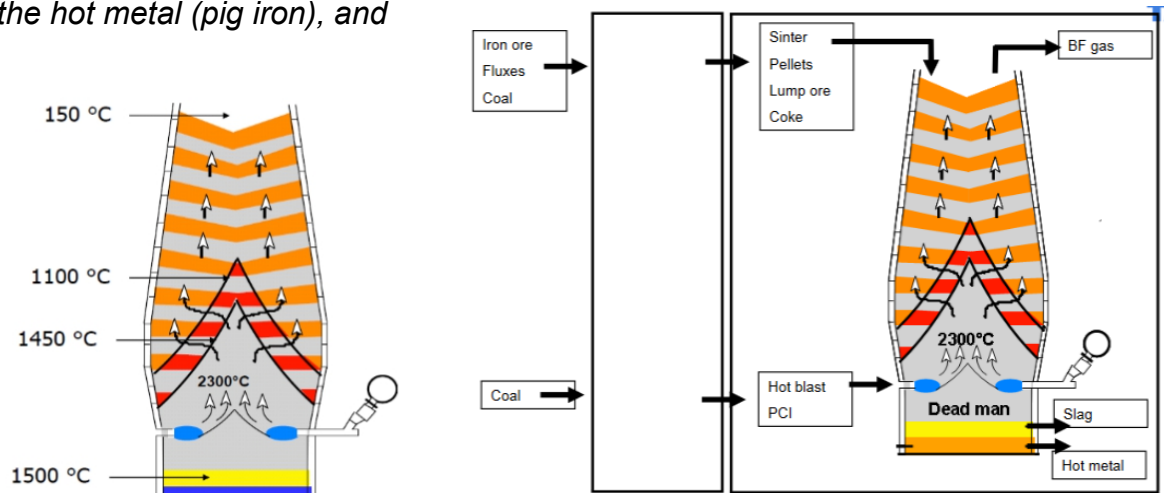 the hot metal (pig iron), and
150 °C
1100 °C
1450 °C
2300°C
1500 °C
Iron ore
Fluxes
Coal
Coal
Sinter
Pellets
Lump ore
Coke
BF gas
2300°C
Hot blast
PCI
Dead man
Slag
Hot metal